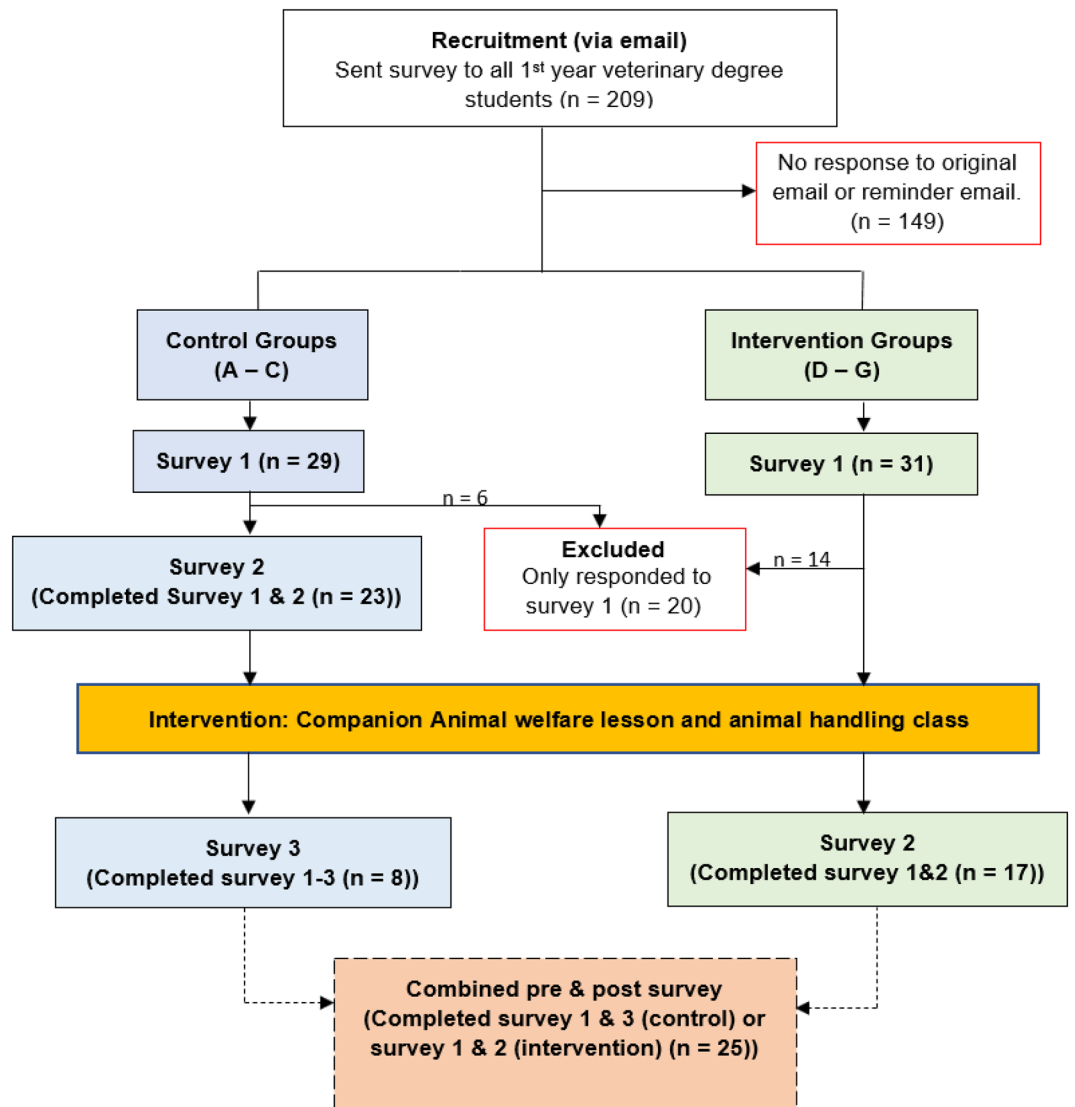 Recruitment (via email)
Sent survey to all 1st year veterinary degree
students (n = 209)
No response to original
email or reminder email.
(n = 149)
Control Groups
(A – C)
Intervention Groups
(D – G)
Survey 1 (n = 29)
Survey 1 (n = 31)
n = 6
Excluded
Only responded to
survey 1 (n = 20)
n = 14
Survey 2
(Completed Survey 1 & 2 (n = 23))
Intervention: Companion Animal welfare lesson and animal handling class
Survey 3
(Completed survey 1-3 (n = 8))
Survey 2
(Completed survey 1&2 (n = 17))
Combined pre & post survey
(Completed survey 1 & 3 (control) or
survey 1 & 2 (intervention) (n = 25))